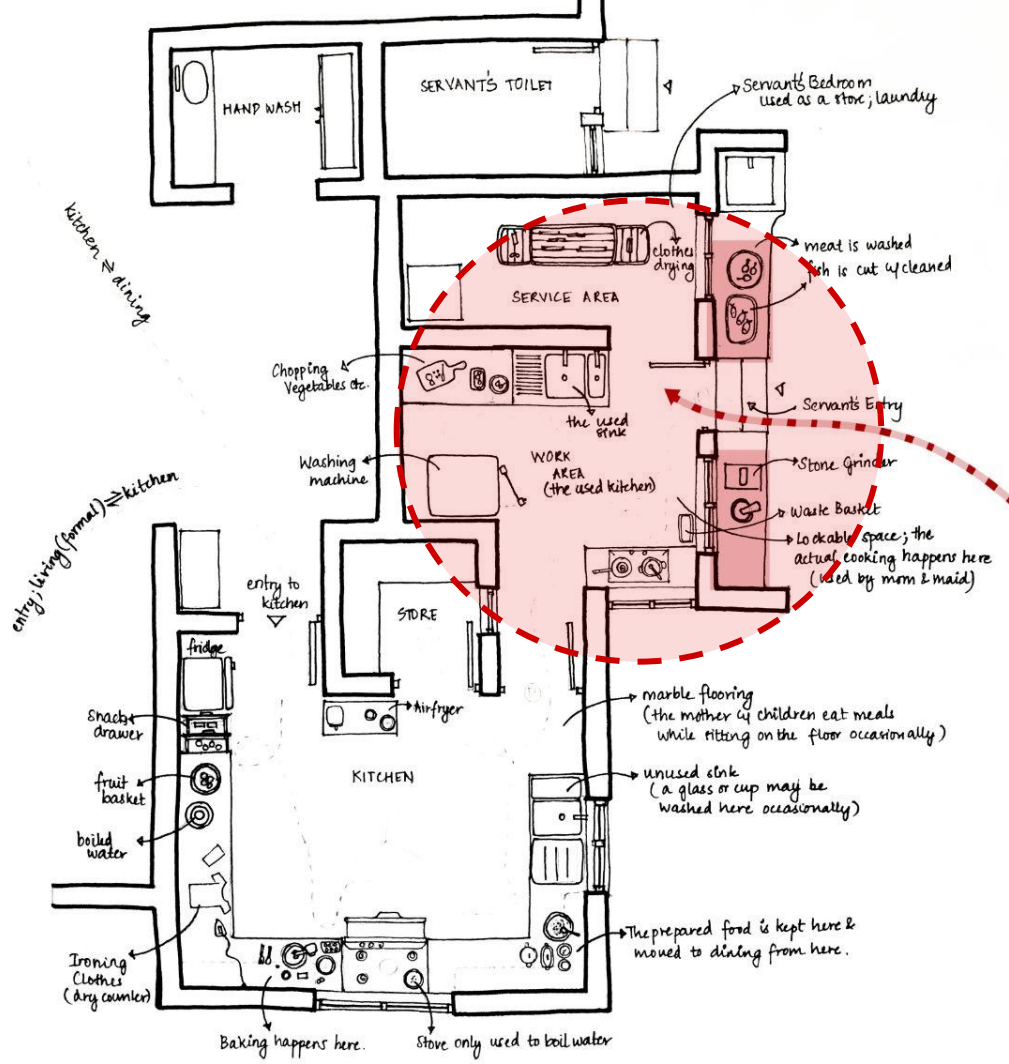 HAND WASH
SERVANT'S TOILET
Servant's Bedroom
used as a store; laundry
kitchen ⇌ dining
clothes
drying
SERVICE AREA
meat is washed
fish is cut & cleaned
Chopping
Vegetables etc.
the used
sink
Servant's Entry
Washing
machine
WORK
AREA
(the used kitchen)
Stone Grinder
Waste Basket
Lockable space; the
actual cooking happens here
(used by mom & maid)
entry; living (formal) ⇌ kitchen
entry to
kitchen
STORE
fridge
Airfryer
marble flooring
(the mother & children eat meals
while sitting on the floor occasionally)
snacks
drawer
KITCHEN
unused sink
(a glass or cup may be
washed here occasionally)
fruit
basket
boiled
water
The prepared food is kept here &
moved to dining from here.
Ironing
Clothes
(dry counter)
Baking happens here.
Stove only used to boil water